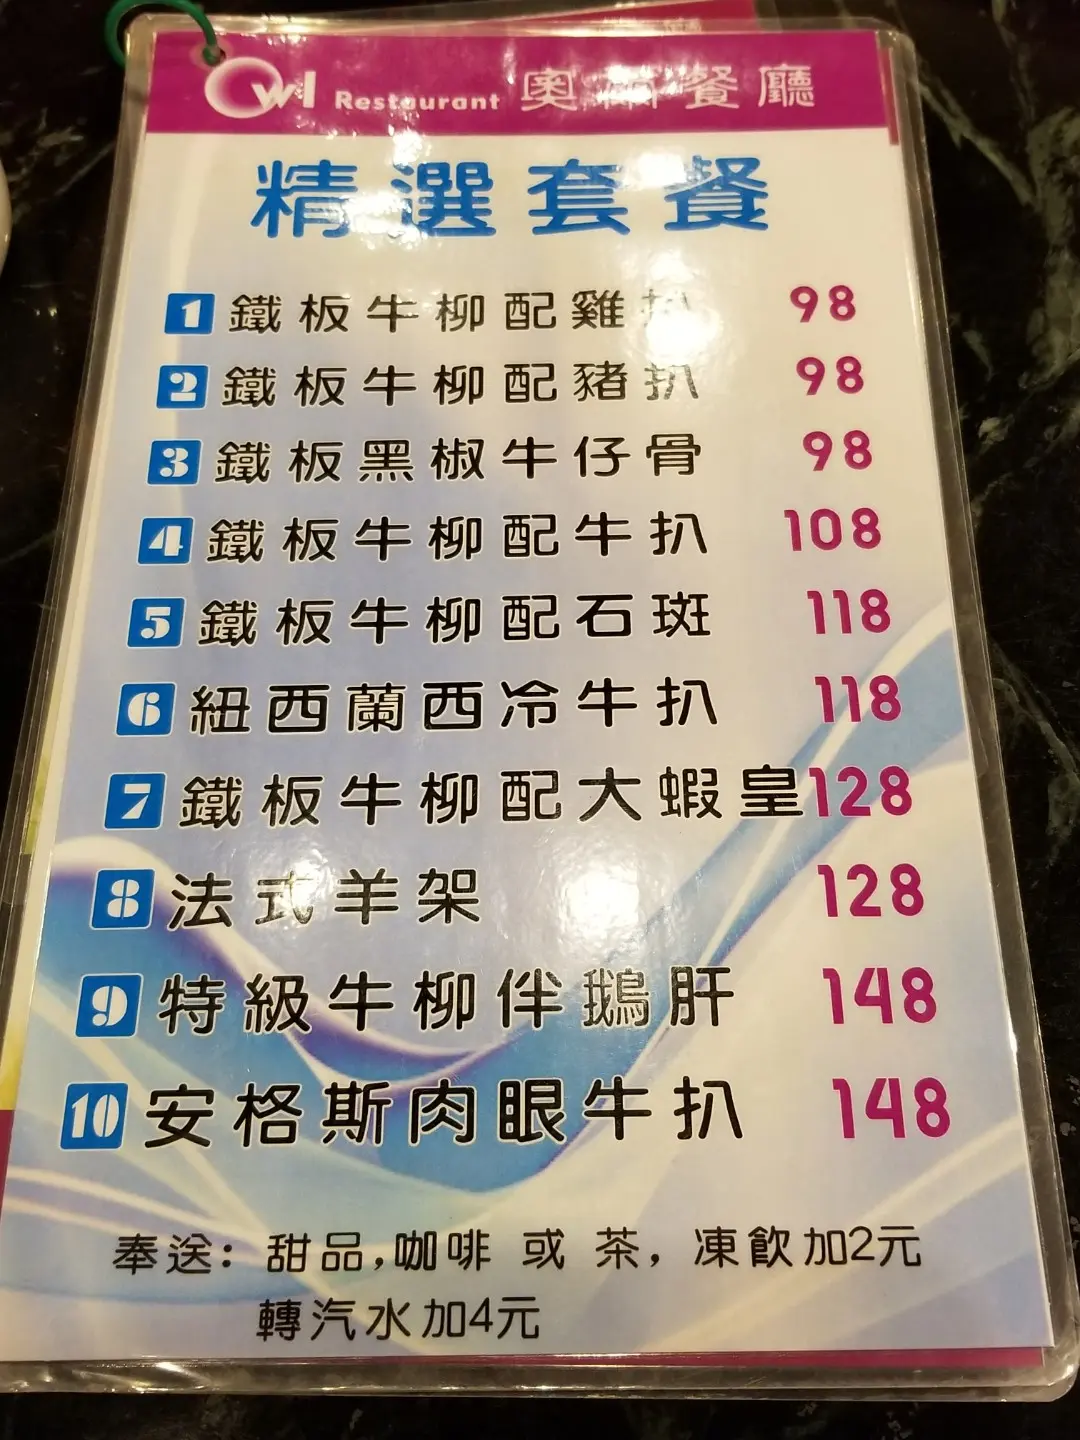 Owl Restaurant 奧 餐廳
精選套餐
1 鐵板牛柳配雞扒 98
2 鐵板牛柳配豬扒 98
3 鐵板黑椒牛仔骨 98
4 鐵板牛柳配牛扒 108
5 鐵板牛柳配石斑 118
6 紐西蘭西冷牛扒 118
7 鐵板牛柳配大蝦皇 128
8 法式羊架 128
9 特級牛柳伴鵝肝 148
10 安格斯肉眼牛扒 148
奉送: 甜品,咖啡 或 茶, 凍飲加2元
轉汽水加4元